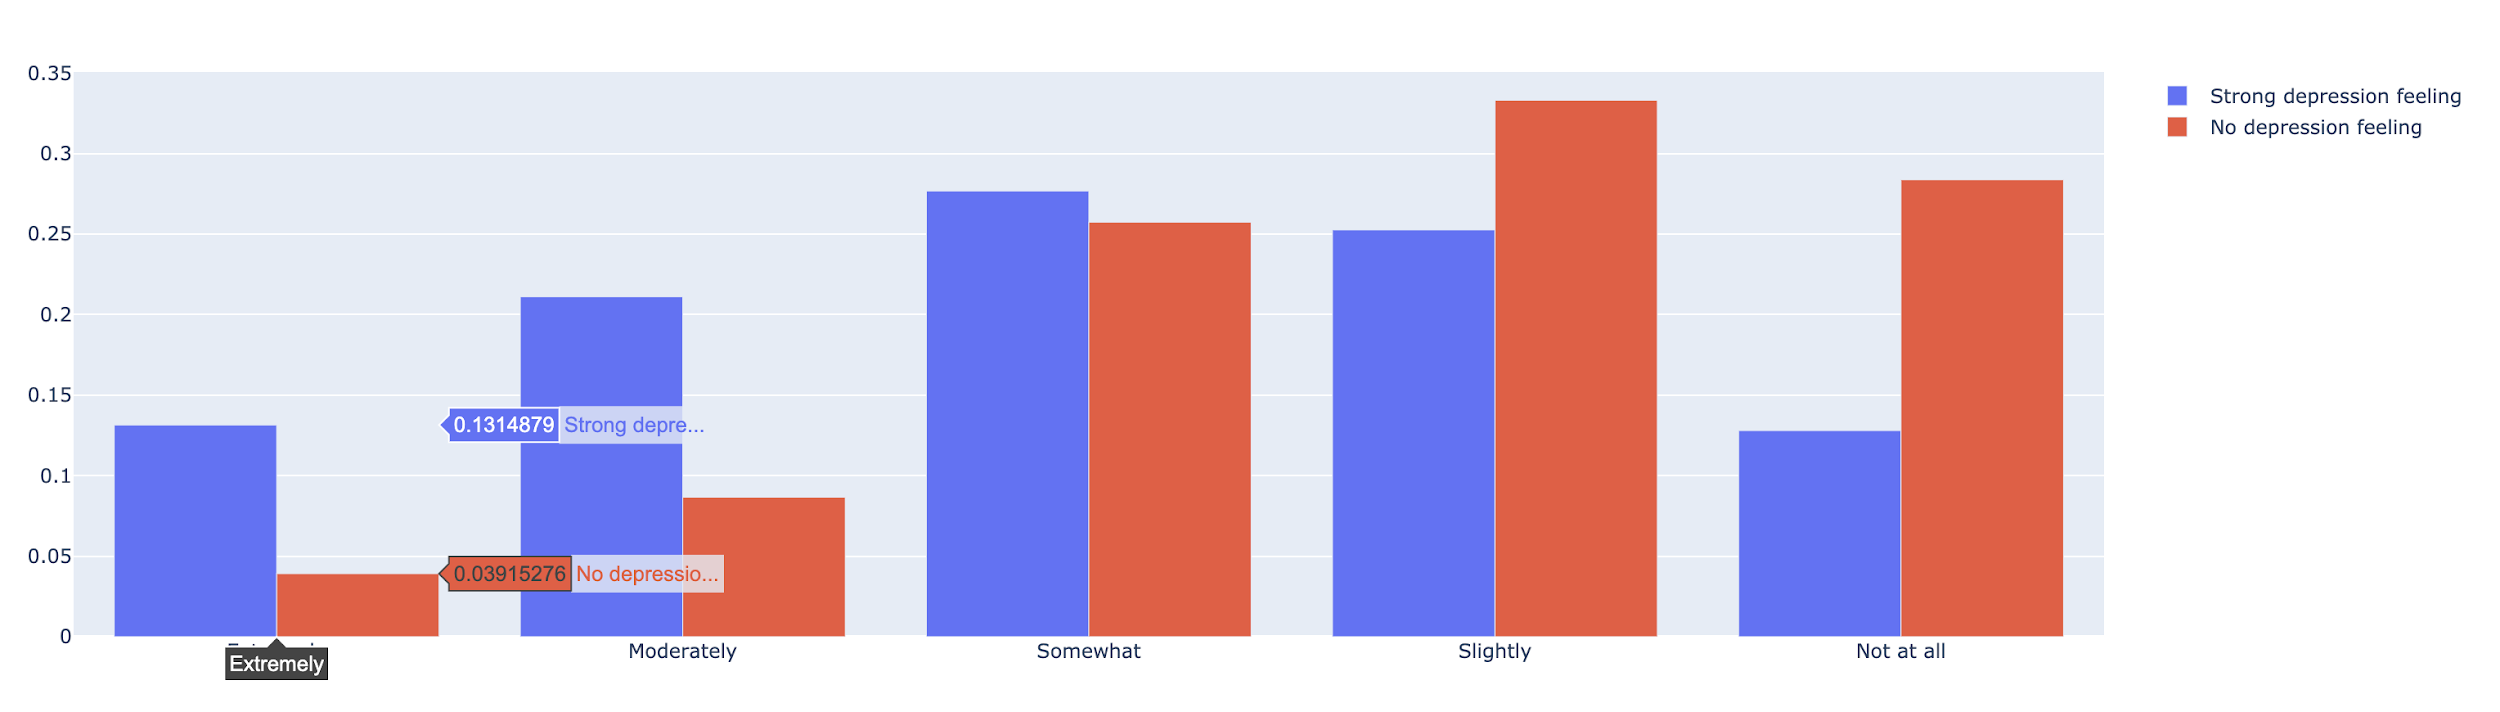 0.35
0.3
0.25
0.2
0.15
0.1
0.05
0
Strong depression feeling
No depression feeling
0.1314879 Strong depre...
0.03915276 No depressio...
Extremely
Moderately
Somewhat
Slightly
Not at all